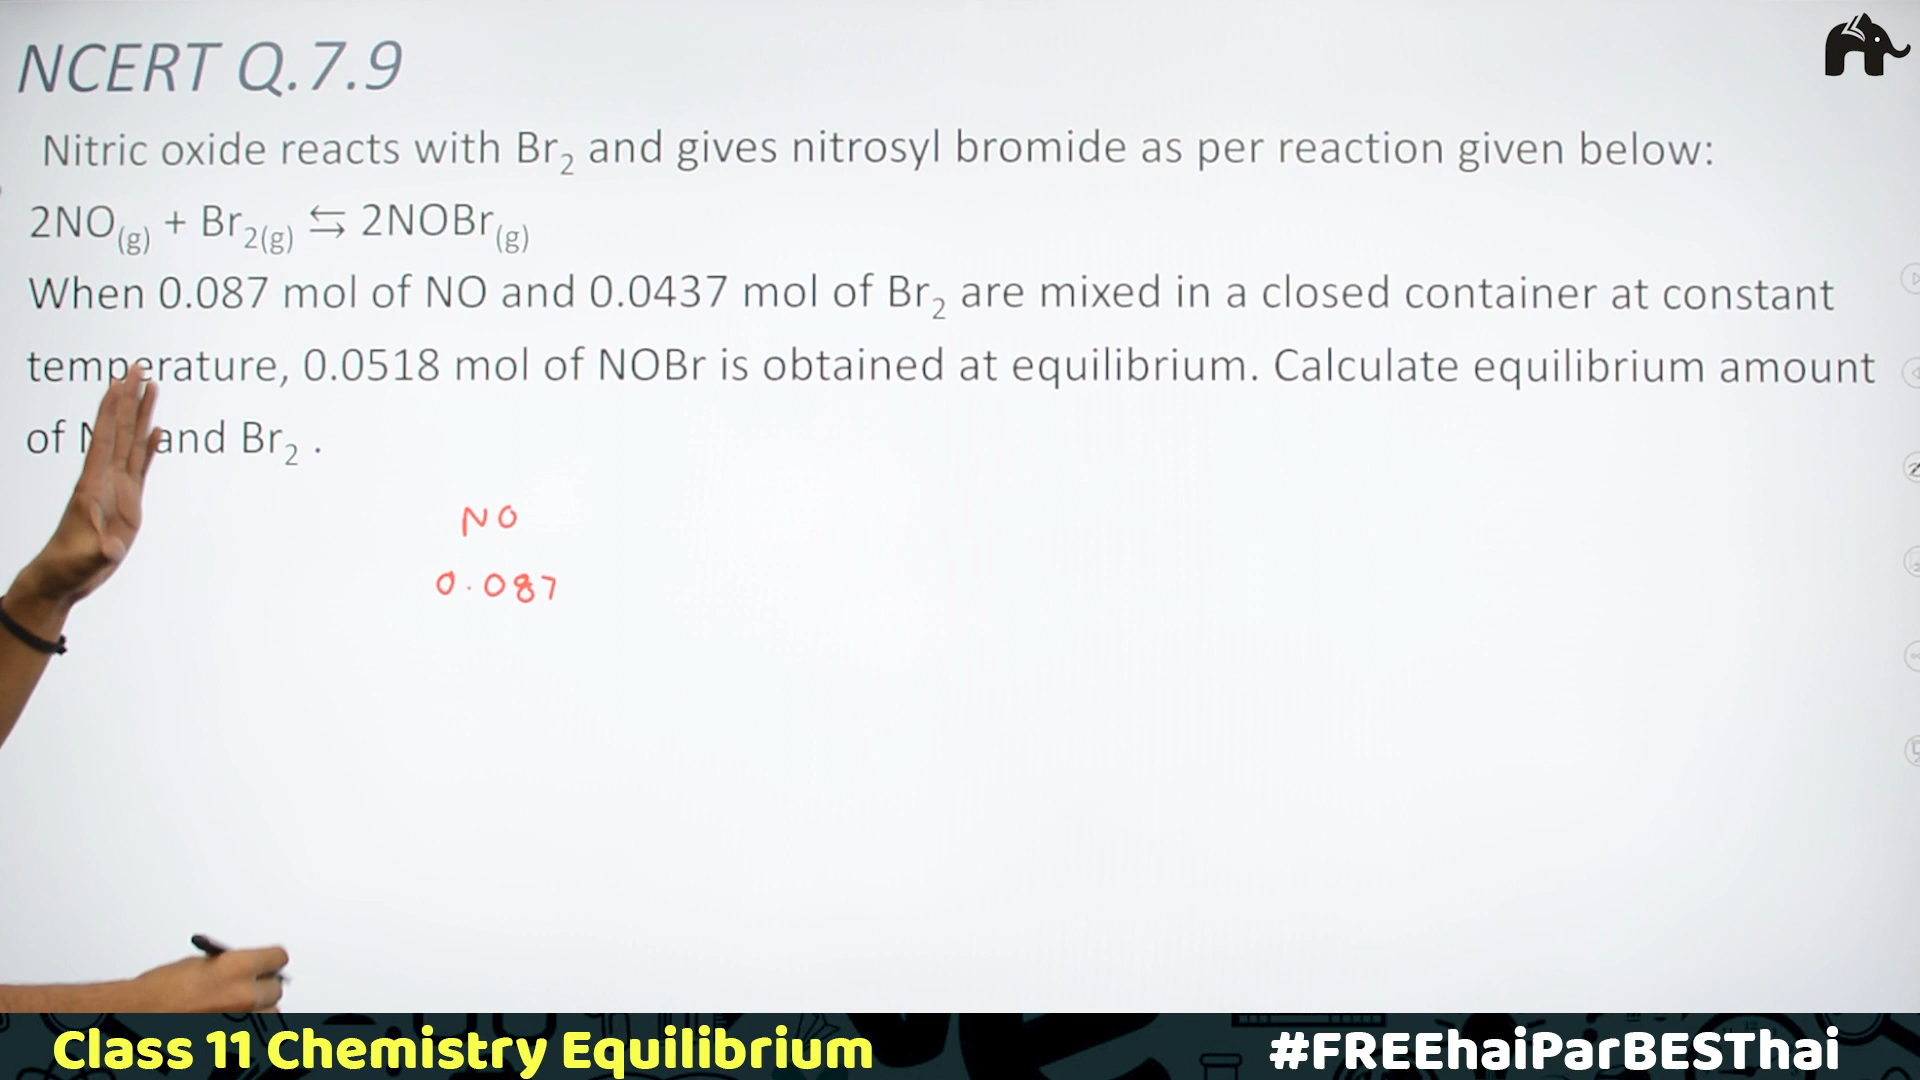 NCERT Q.7.9
Nitric oxide reacts with Br₂ and gives nitrosyl bromide as per reaction given below:
2NO(g) + Br₂(g) ⇆ 2NOBr(g)
When 0.087 mol of NO and 0.0437 mol of Br₂ are mixed in a closed container at constant
temperature, 0.0518 mol of NOBr is obtained at equilibrium. Calculate equilibrium amount
of and Br₂ .
NO
0.087
Class 11 Chemistry Equilibrium
#FREEhaiParBESThai